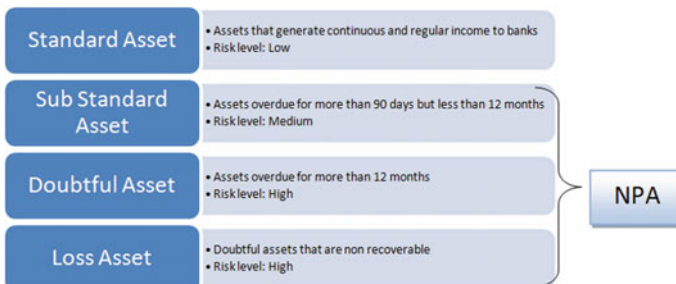 Standard Asset
• Assets that generate continuous and regular income to banks
• Risk level: Low
Sub Standard
Asset
• Assets overdue for more than 90 days but less than 12 months
• Risk level: Medium
Doubtful Asset
• Assets overdue for more than 12 months
• Risk level: High
Loss Asset
• Doubtful assets that are non recoverable
• Risk level: High
NPA